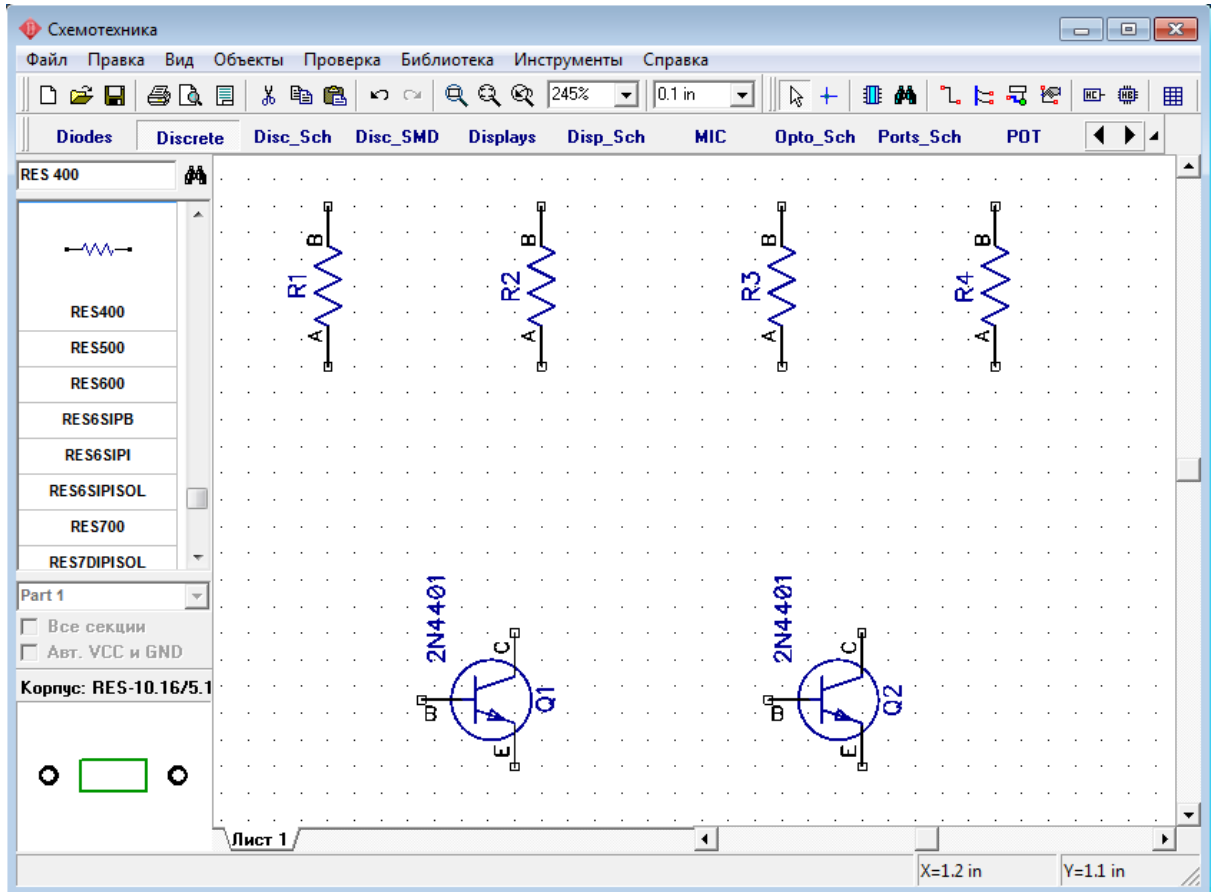 Схемотехника
Файл Правка Вид Объекты Проверка Библиотека Инструменты Справка
245% 0.1 in
Diodes Discrete Disc_Sch Disc_SMD Displays Disp_Sch MIC Opto_Sch Ports_Sch POT
RES 400
RES400
RES500
RES600
RES6SIPB
RES6SIPI
RES6SIPISOL
RES700
RES7DIPISOL
Part 1
Все секции
Авт. VCC и GND
Корпус: RES-10.16/5.1
B B B B
R1 R2 R3 R4
A A A A
2N4401 2N4401
C C
B Q1 B Q2
E E
Лист 1
X=1.2 in Y=1.1 in